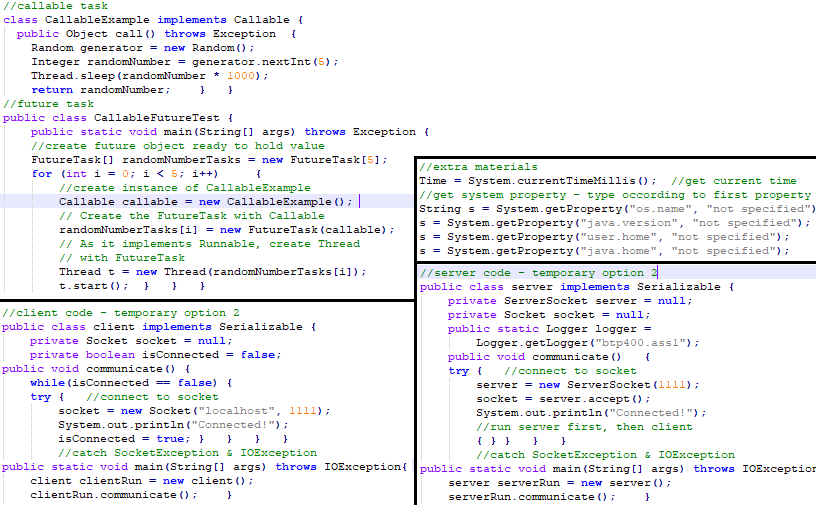 //callable task
class CallableExample implements Callable {
public Object call() throws Exception {
Random generator = new Random();
Integer randomNumber = generator.nextInt(5);
Thread.sleep(randomNumber * 1000);
return randomNumber; } }
//future task
public class CallableFutureTest {
public static void main(String[] args) throws Exception {
//create future object ready to hold value
FutureTask[] randomNumberTasks = new FutureTask[5];
for (int i = 0; i < 5; i++) {
//create instance of CallableExample
Callable callable = new CallableExample();
// Create the FutureTask with Callable
randomNumberTasks[i] = new FutureTask(callable);
// As it implements Runnable, create Thread
// with FutureTask
Thread t = new Thread(randomNumberTasks[i]);
t.start(); } } }
//extra materials
Time = System.currentTimeMillis(); //get current time
//get system property - type occording to first property
String s = System.getProperty("os.name", "not specified")
s = System.getProperty("java.version", "not specified");
s = System.getProperty("user.home", "not specified");
s = System.getProperty("java.home", "not specified");
//client code - temporary option 2
public class client implements Serializable {
private Socket socket = null;
private boolean isConnected = false;
public void communicate() {
while(isConnected == false) {
try { //connect to socket
socket = new Socket("localhost", 1111);
System.out.println("Connected!");
isConnected = true; } } }
//catch SocketException & IOException
public static void main(String[] args) throws IOException{
client clientRun = new client();
clientRun.communicate(); }
//server code - temporary option 2
public class server implements Serializable {
private ServerSocket server = null;
private Socket socket = null;
public static Logger logger =
Logger.getLogger("btp400.ass1");
public void communicate() {
try { //connect to socket
server = new ServerSocket(1111);
socket = server.accept();
System.out.println("Connected!");
//run server first, then client
{ } } } }
//catch SocketException & IOException
public static void main(String[] args) throws IOException
server serverRun = new server();
serverRun.communicate(); }